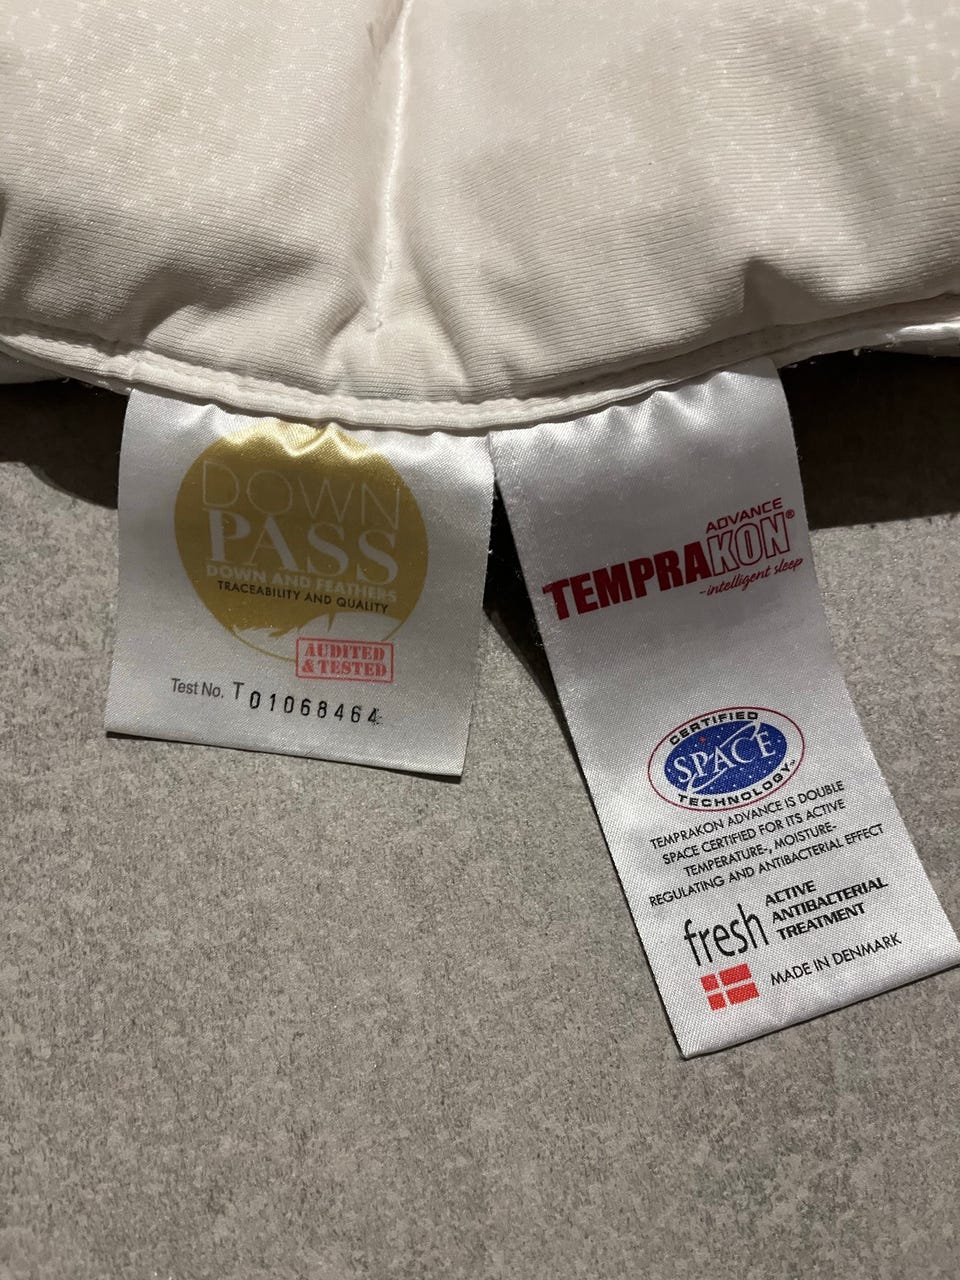 DOWN
PASS
DOWN AND FEATHERS
TRACEABILITY AND QUALITY
AUDITED
& TESTED
Test No. T 01068464
ADVANCE
TEMPRAKON®
-intelligent sleep
CERTIFIED
SPACE
TECHNOLOGY™
TEMPRAKON ADVANCE IS DOUBLE
SPACE CERTIFIED FOR ITS ACTIVE
TEMPERATURE-, MOISTURE-
REGULATING AND ANTIBACTERIAL EFFECT
fresh
ACTIVE
ANTIBACTERIAL
TREATMENT
MADE IN DENMARK